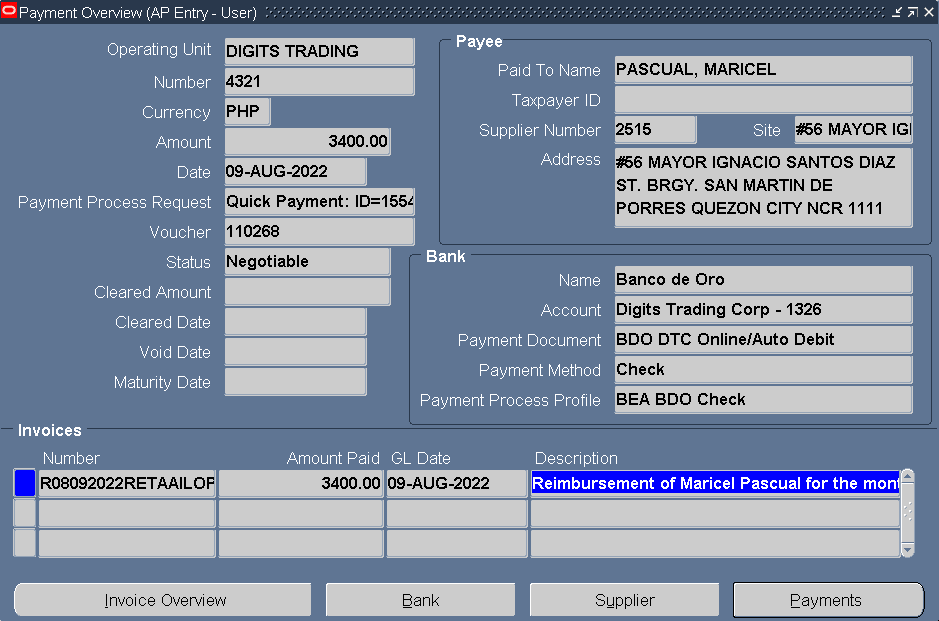 Payment Overview (AP Entry - User)
Operating Unit DIGITS TRADING
Number 4321
Currency PHP
Amount 3400.00
Date 09-AUG-2022
Payment Process Request Quick Payment: ID=1554
Voucher 110268
Status Negotiable
Cleared Amount
Cleared Date
Void Date
Maturity Date
Payee
Paid To Name PASCUAL, MARICEL
Taxpayer ID
Supplier Number 2515 Site #56 MAYOR IGI
Address #56 MAYOR IGNACIO SANTOS DIAZ
ST. BRGY. SAN MARTIN DE
PORRES QUEZON CITY NCR 1111
Bank
Name Banco de Oro
Account Digits Trading Corp - 1326
Payment Document BDO DTC Online/Auto Debit
Payment Method Check
Payment Process Profile BEA BDO Check
Invoices
Number Amount Paid GL Date Description
R08092022RETAAILOF 3400.00 09-AUG-2022 Reimbursement of Maricel Pascual for the mont
Invoice Overview Bank Supplier Payments